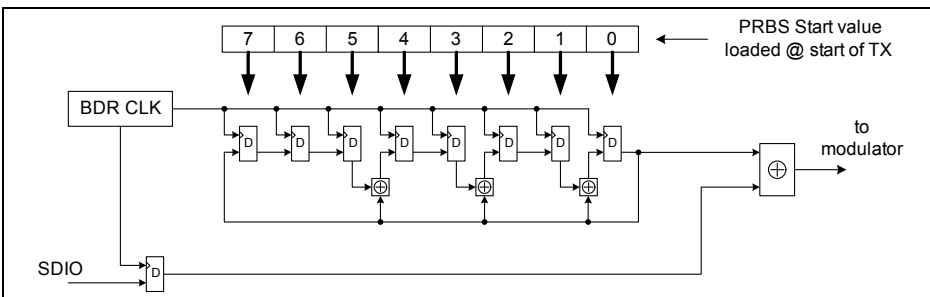 7 6 5 4 3 2 1 0
PRBS Start value
loaded @ start of TX
BDR CLK
D D D D D D D D
to
modulator
SDIO
D